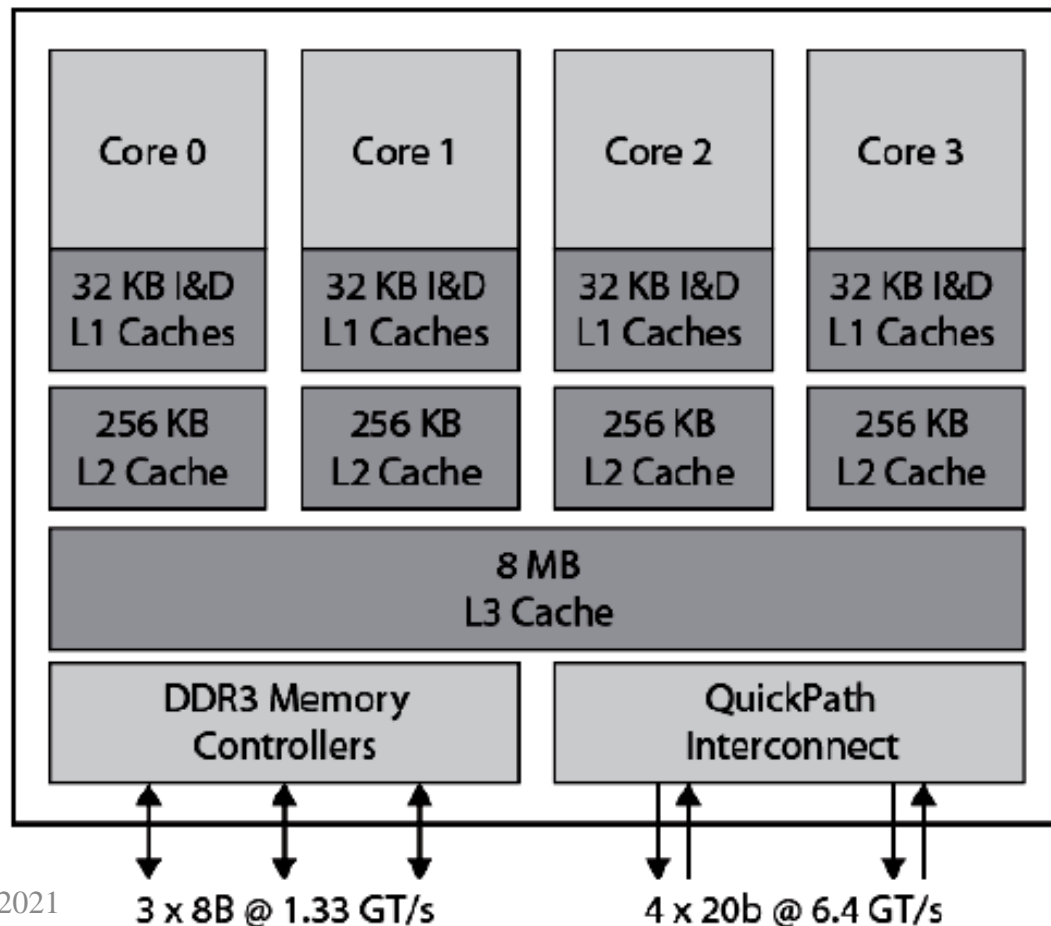 Core 0
Core 1
Core 2
Core 3
32 KB I&D
L1 Caches
32 KB I&D
L1 Caches
32 KB I&D
L1 Caches
32 KB I&D
L1 Caches
256 KB
L2 Cache
256 KB
L2 Cache
256 KB
L2 Cache
256 KB
L2 Cache
8 MB
L3 Cache
DDR3 Memory
Controllers
QuickPath
Interconnect
2021
3 x 8B @ 1.33 GT/s
4 x 20b @ 6.4 GT/s